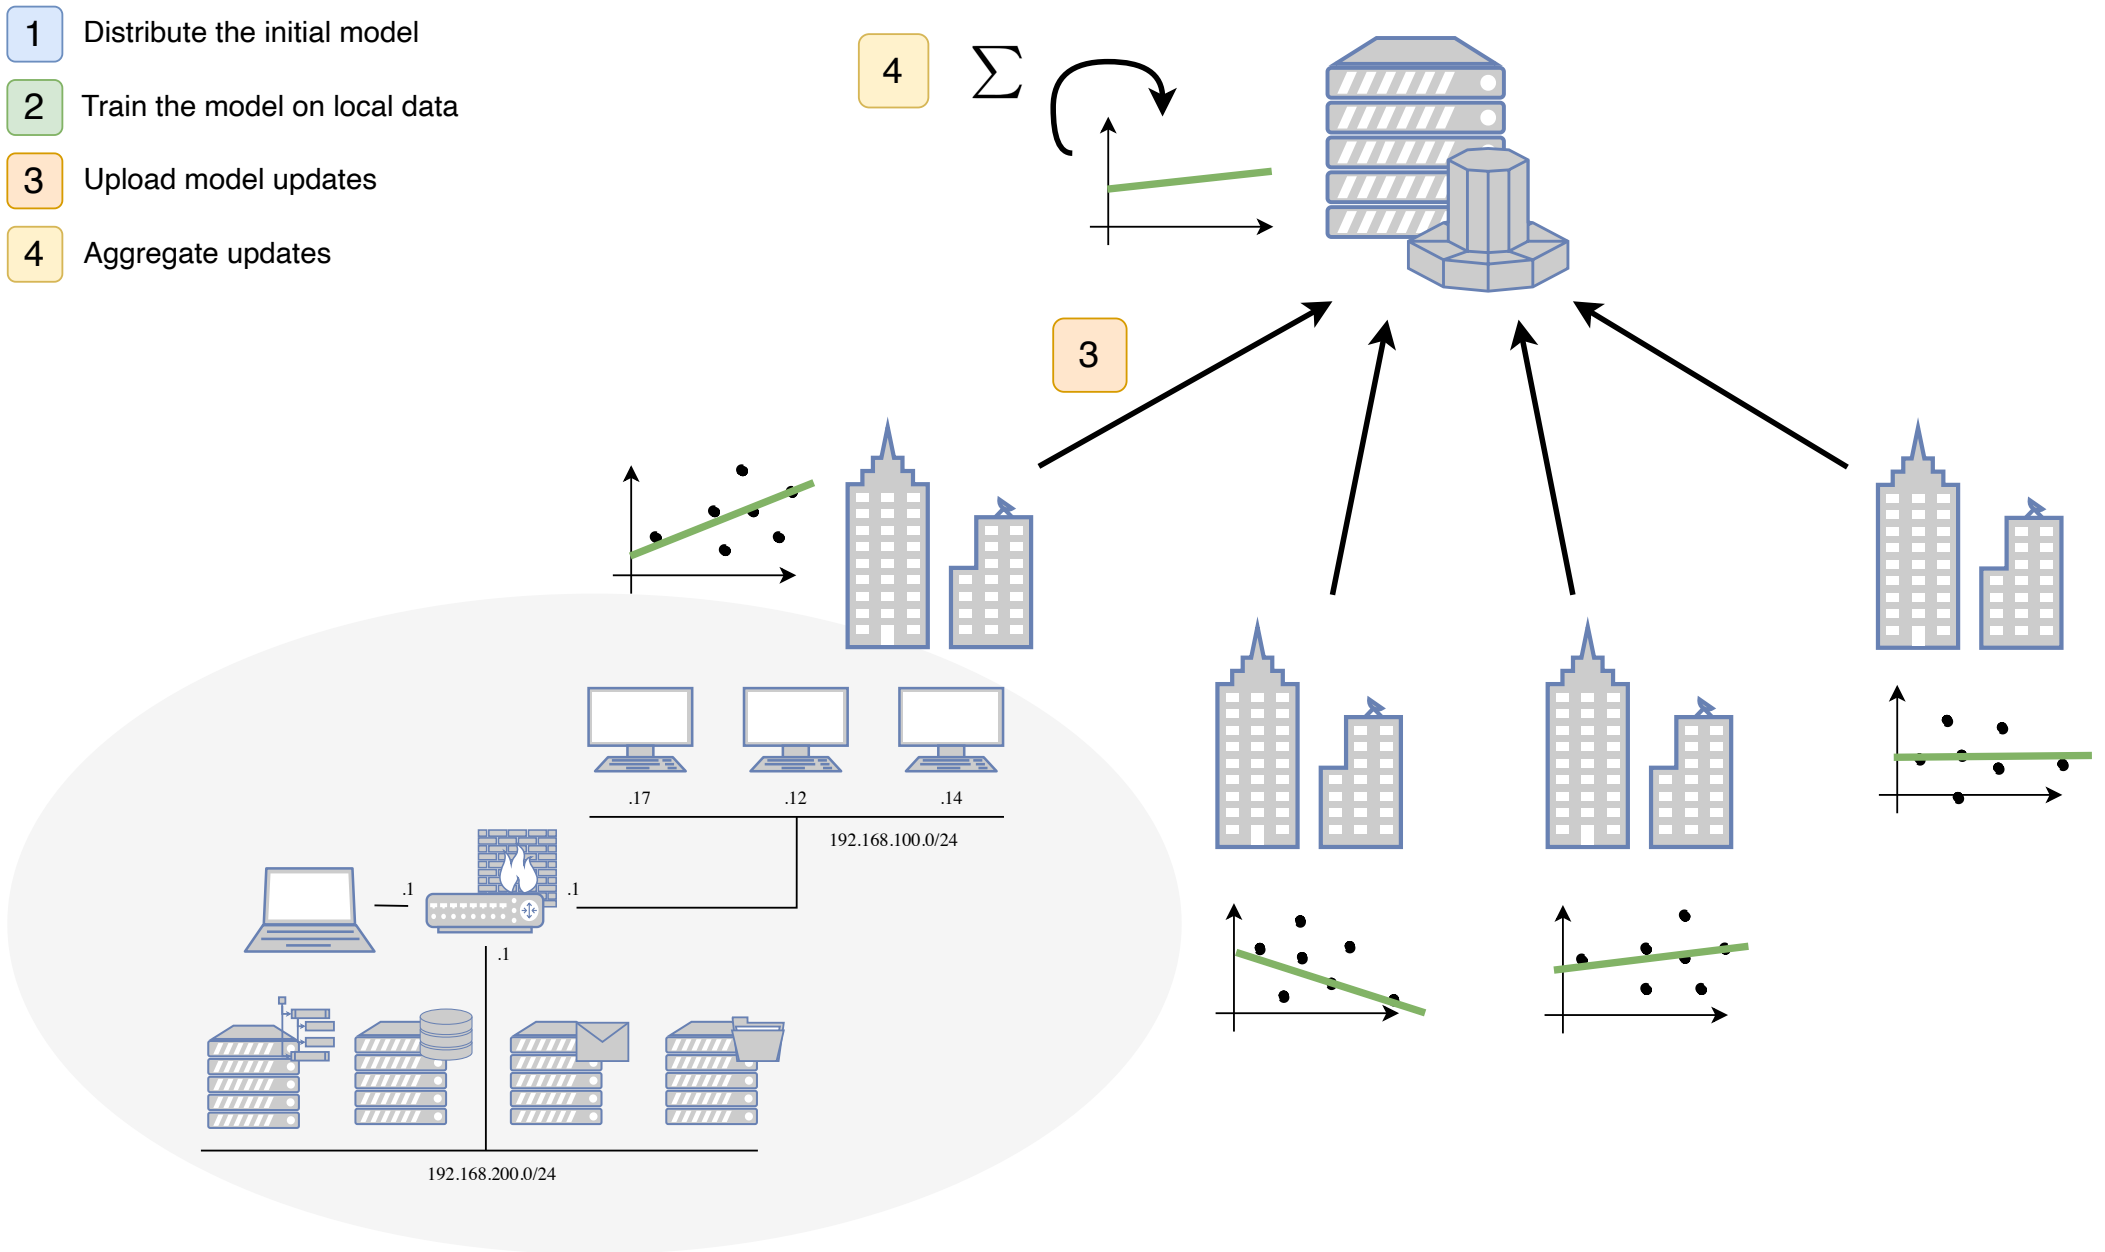 1 Distribute the initial model
2 Train the model on local data
3 Upload model updates
4 Aggregate updates
4 ∑
3
.17 .12 .14
192.168.100.0/24
.1 .1
.1
192.168.200.0/24